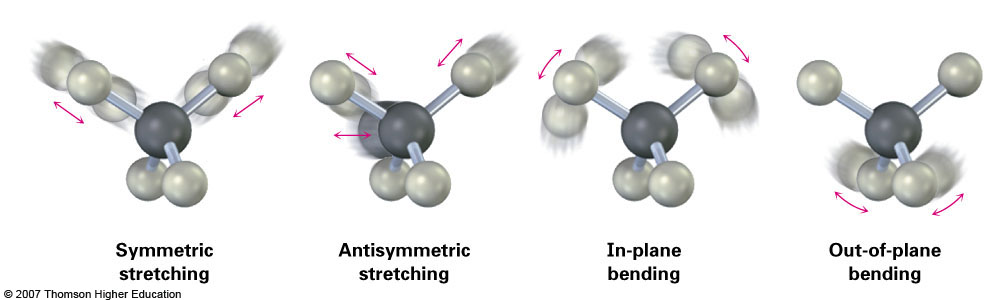 Symmetric
stretching
Antisymmetric
stretching
In-plane
bending
Out-of-plane
bending
© 2007 Thomson Higher Education